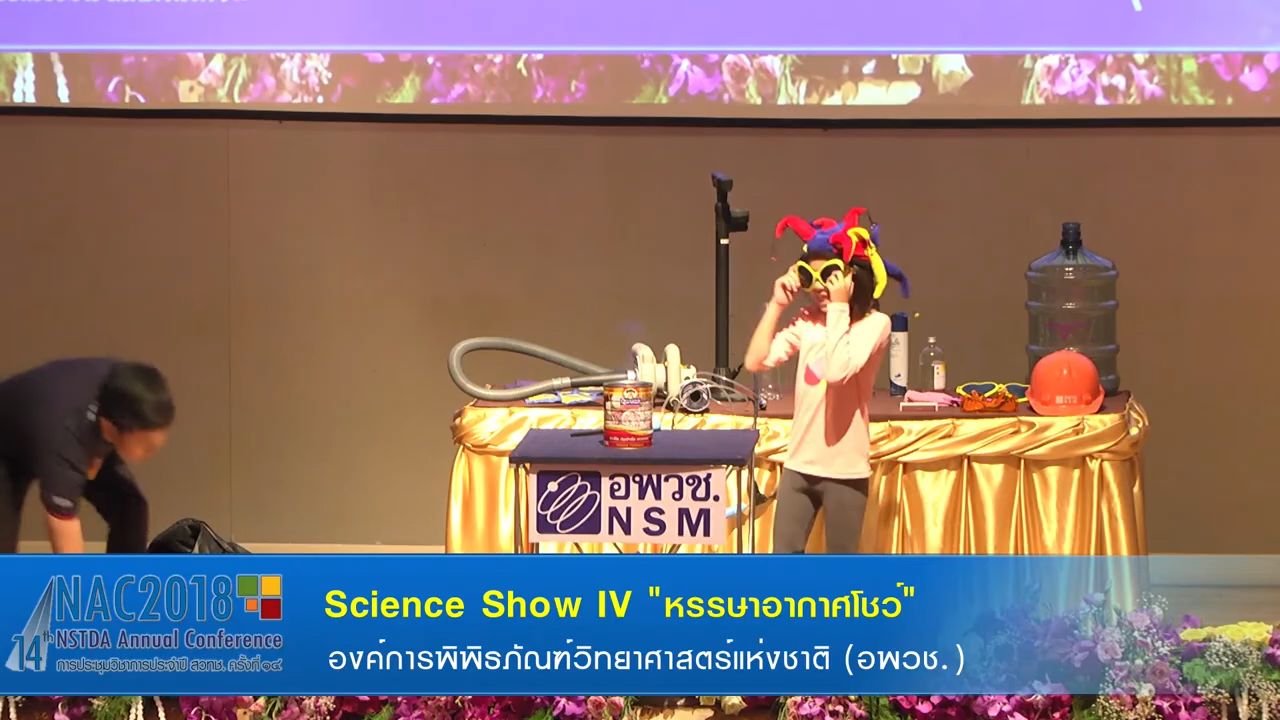 อพวช.
NSM
NAC2018
14th NSTDA Annual Conference
การประชุมวิชาการประจำปี สวทช. ครั้งที่ ๑๔
Science Show IV "หรรษาอากาศโชว์"
องค์การพิพิธภัณฑ์วิทยาศาสตร์แห่งชาติ (อพวช.)